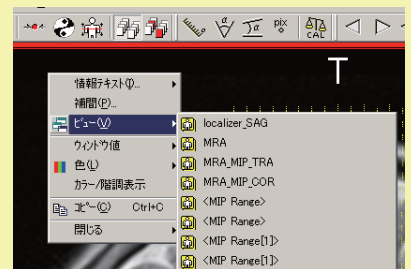 pix
CAL
T
情報テキスト(I)...
補間(P)...
ビュー(V)
ウィンドウ値
色(L)
カラー/階調表示
コピー(C) Ctrl+C
閉じる
localizer_SAG
MRA
MRA_MIP_TRA
MRA_MIP_COR
<MIP Range>
<MIP Range>
<MIP Range[1]>
<MIP Range[1]>